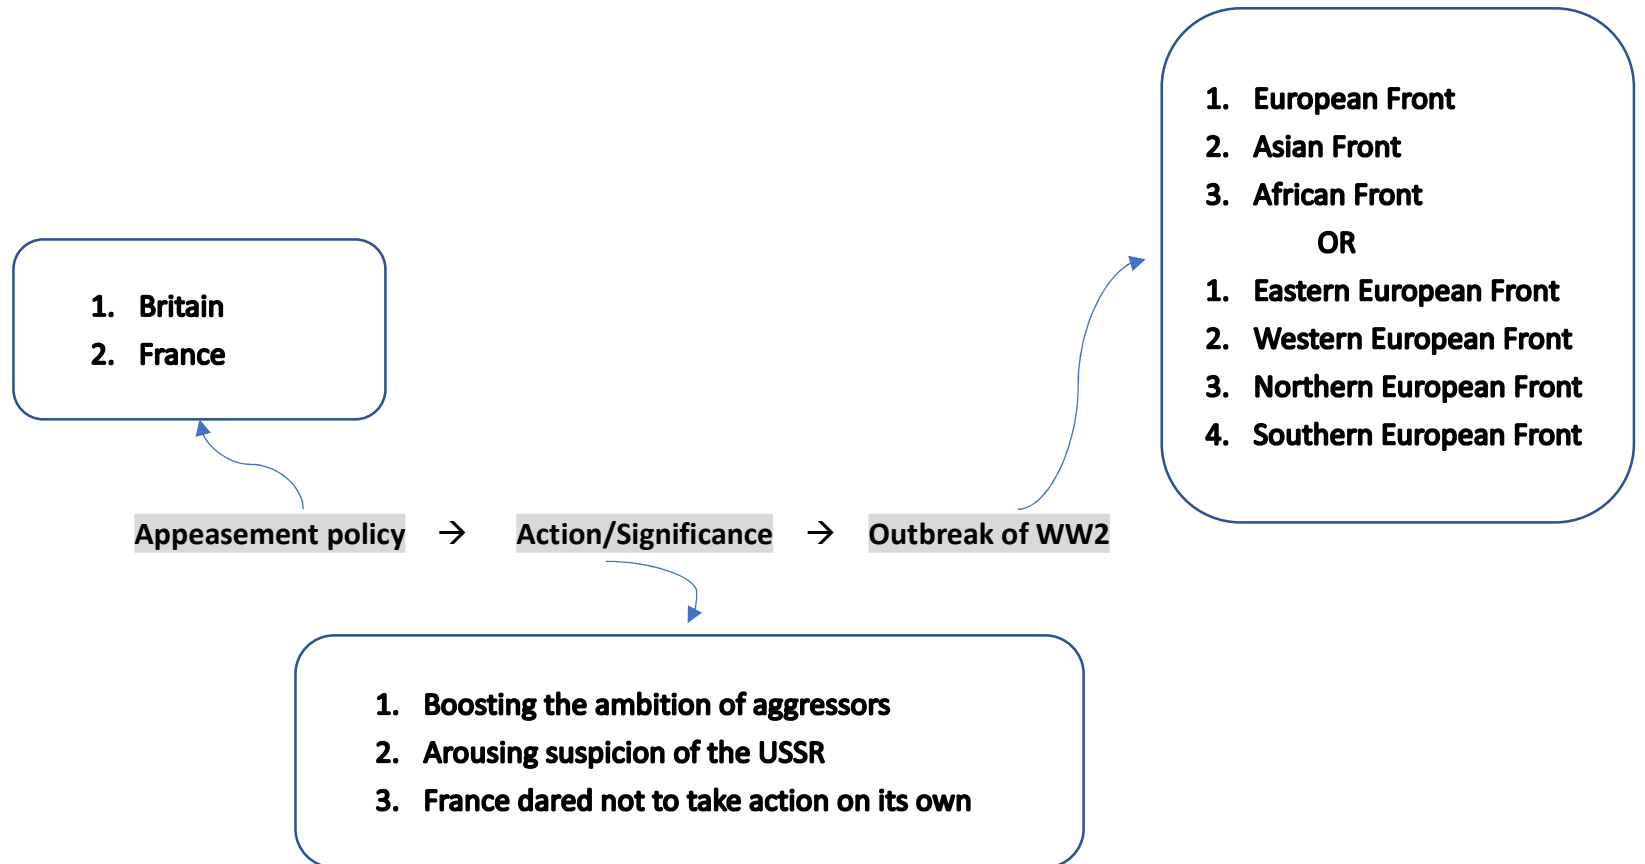 1. European Front
2. Asian Front
3. African Front
OR
1. Eastern European Front
2. Western European Front
3. Northern European Front
4. Southern European Front
1. Britain
2. France
Appeasement policy → Action/Significance → Outbreak of WW2
1. Boosting the ambition of aggressors
2. Arousing suspicion of the USSR
3. France dared not to take action on its own